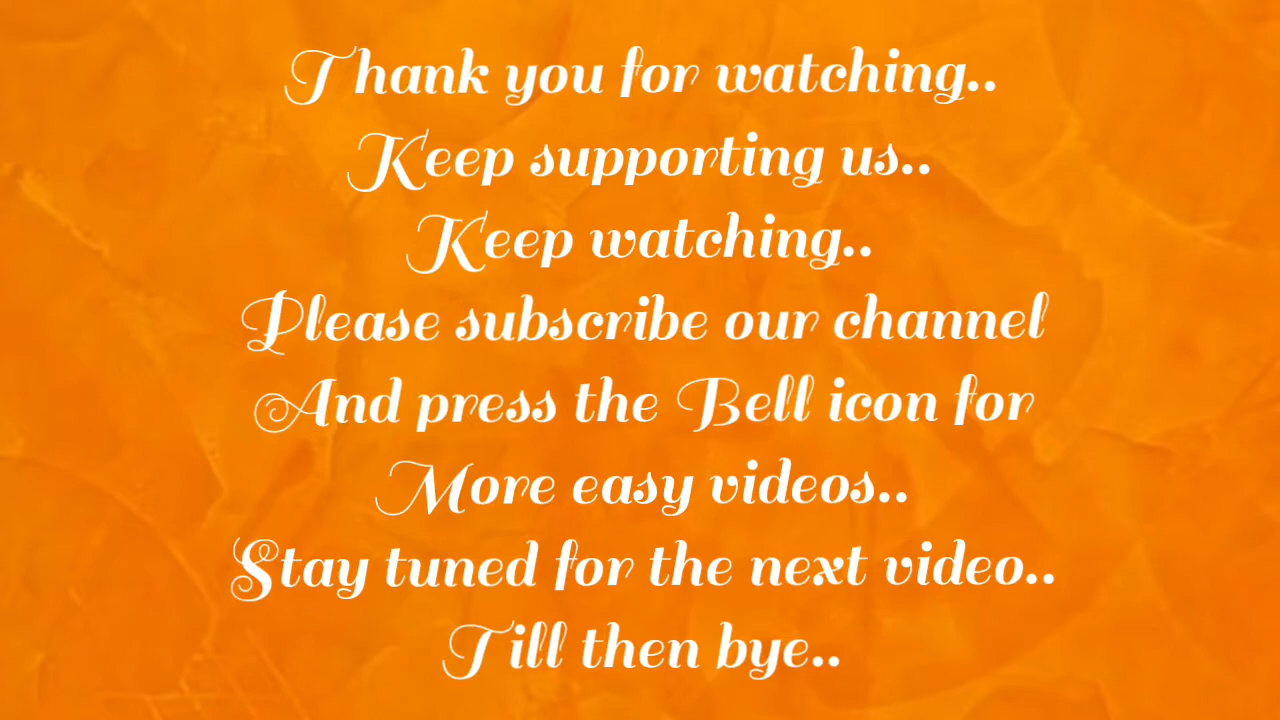 Thank you for watching..
Keep supporting us..
Keep watching..
Please subscribe our channel
And press the Bell icon for
More easy videos..
Stay tuned for the next video..
Till then bye..